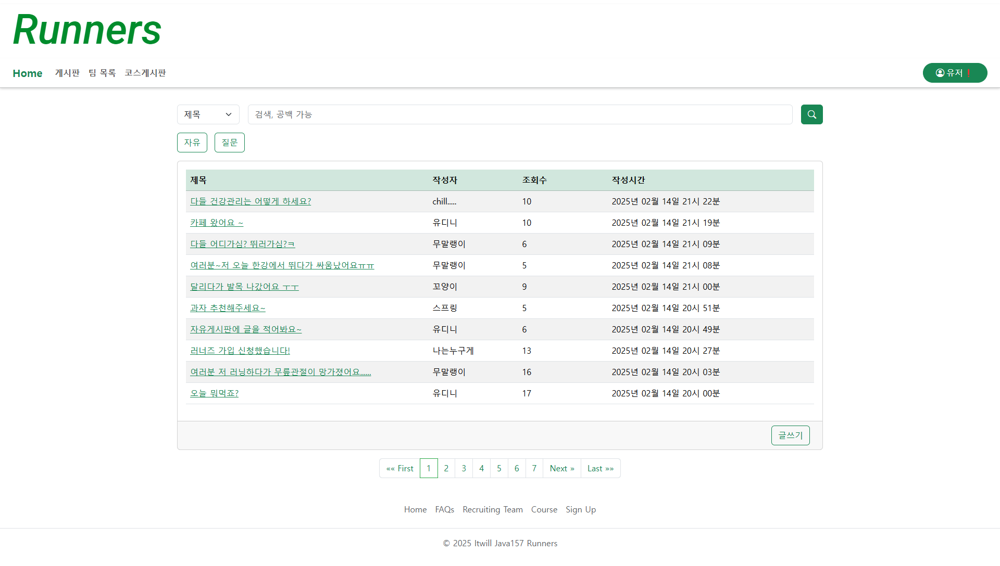 Runners
Home 게시판 팀 목록 코스게시판 유저❗
제목 검색, 공백 가능
자유 질문
제목 작성자 조회수 작성시간
다들 건강관리는 어떻게 하세요? chill..... 10 2025년 02월 14일 21시 22분
카페 왔어요 ~ 유디니 10 2025년 02월 14일 21시 19분
다들 어디가심? 뛰러가심?ㅋ 무말랭이 6 2025년 02월 14일 21시 09분
여러분~저 오늘 한강에서 뛰다가 싸움났어요ㅠㅠ 무말랭이 5 2025년 02월 14일 21시 08분
달리다가 발목 나갔어요 ㅜㅜ 꼬양이 9 2025년 02월 14일 21시 00분
과자 추천해주세요~ 스프링 5 2025년 02월 14일 20시 51분
자유게시판에 글을 적어봐요~ 유디니 6 2025년 02월 14일 20시 49분
러너즈 가입 신청했습니다! 나는누구게 13 2025년 02월 14일 20시 27분
여러분 저 러닝하다가 무릎관절이 망가졌어요...... 무말랭이 16 2025년 02월 14일 20시 03분
오늘 뭐먹죠? 유디니 17 2025년 02월 14일 20시 00분
글쓰기
«« First 1 2 3 4 5 6 7 Next » Last »»
Home FAQs Recruiting Team Course Sign Up
© 2025 Itwill Java157 Runners